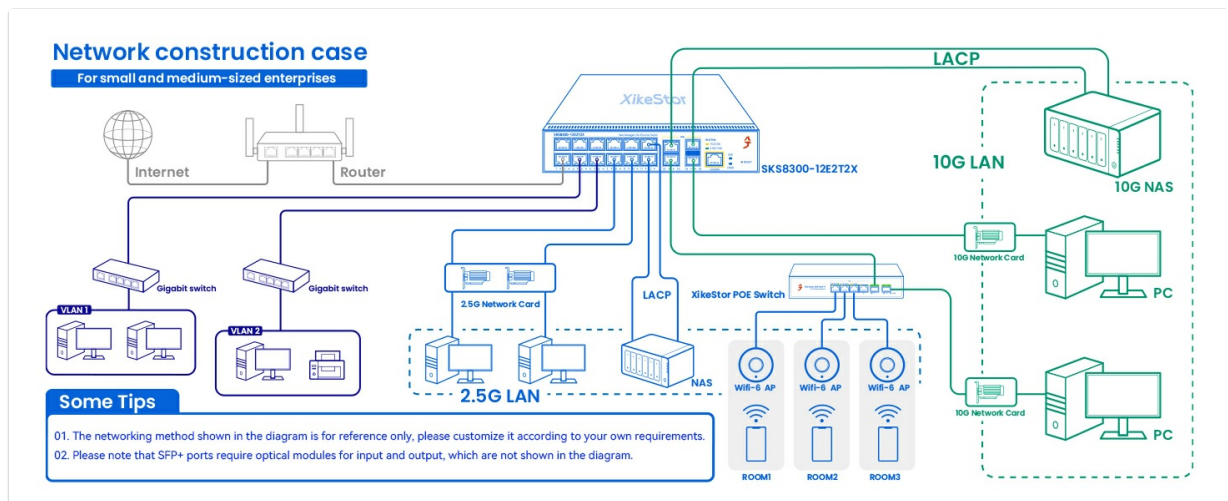 Network construction case
For small and medium-sized enterprises
Internet
Router
XikeStor
SKS8300-12E2T2X
LACP
10G LAN
10G NAS
Gigabit switch
Gigabit switch
VLAN 1
VLAN 2
2.5G Network Card
LACP
NAS
2.5G LAN
XikeStor POE Switch
10G Network Card
PC
10G Network Card
PC
Wifi-6 AP
Wifi-6 AP
Wifi-6 AP
ROOM1
ROOM2
ROOM3
Some Tips
01. The networking method shown in the diagram is for reference only, please customize it according to your own requirements.
02. Please note that SFP+ ports require optical modules for input and output, which are not shown in the diagram.